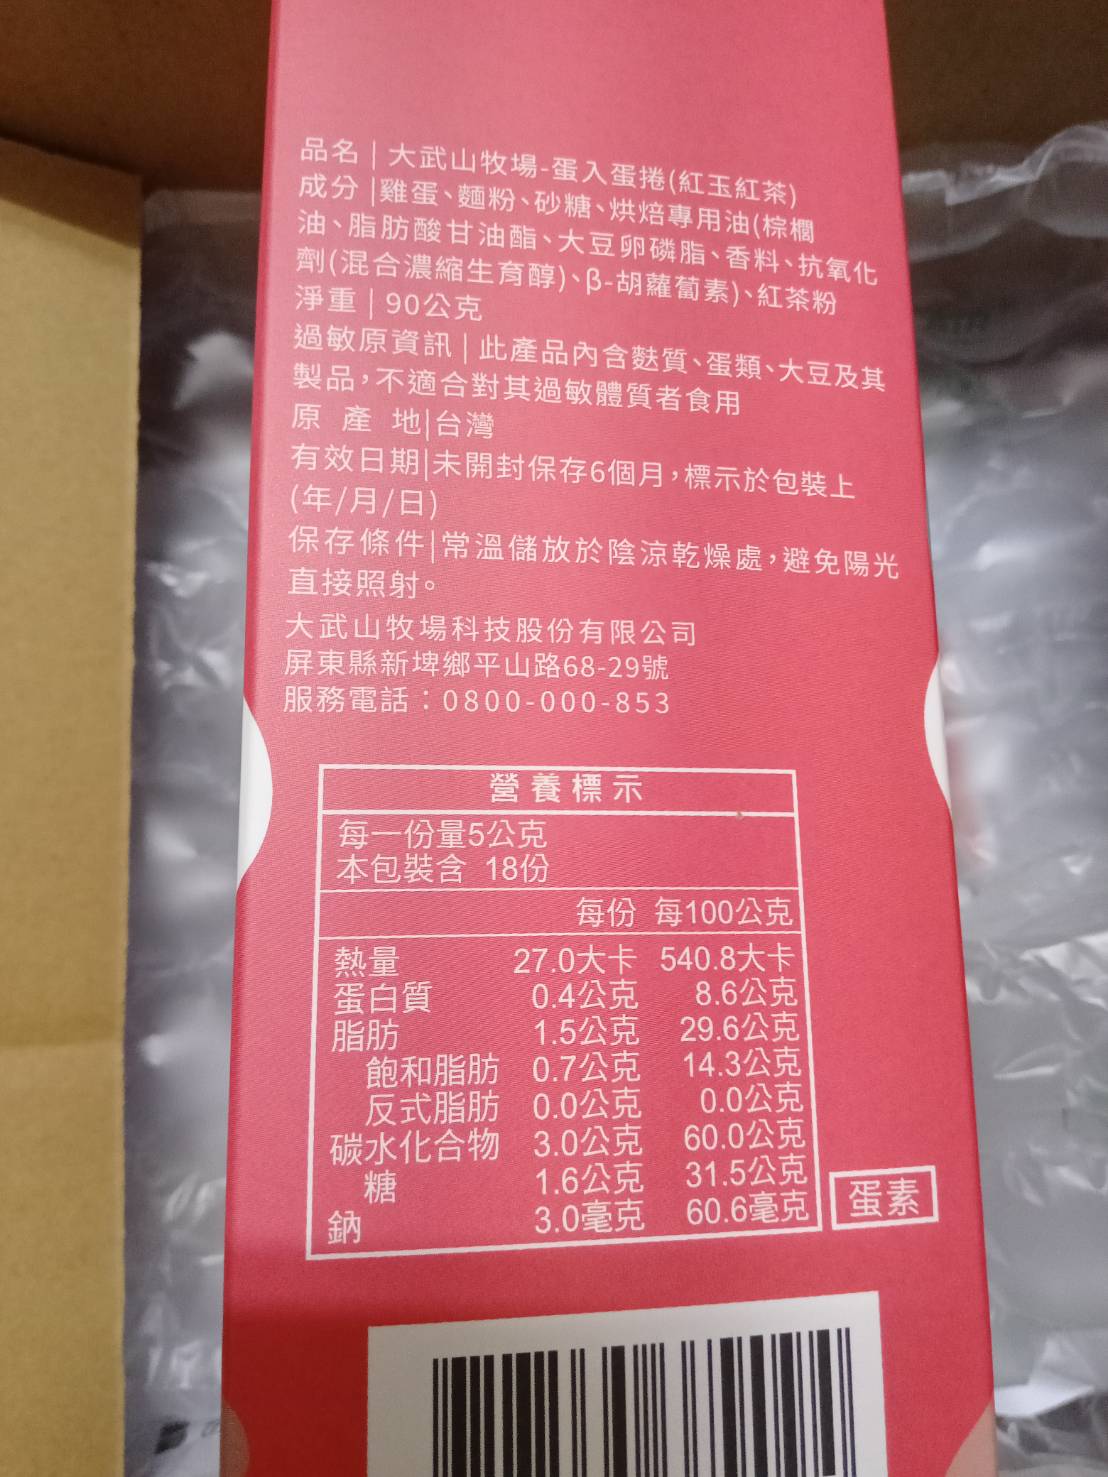 品名|大武山牧場-蛋入蛋捲(紅玉紅茶)
成分|雞蛋、麵粉、砂糖、烘焙專用油(棕櫚
油、脂肪酸甘油酯、大豆卵磷脂、香料、抗氧化
劑(混合濃縮生育醇)、β-胡蘿蔔素)、紅茶粉
淨重|90公克
過敏原資訊|此產品內含麩質、蛋類、大豆及其
製品,不適合對其過敏體質者食用
原 產 地|台灣
有效日期|未開封保存6個月,標示於包裝上
(年/月/日)
保存條件|常溫儲放於陰涼乾燥處,避免陽光
直接照射。
大武山牧場科技股份有限公司
屏東縣新埤鄉平山路68-29號
服務電話:0800-000-853
營養標示
每一份量5公克
本包裝含 18份
每份 每100公克
熱量 27.0大卡 540.8大卡
蛋白質 0.4公克 8.6公克
脂肪 1.5公克 29.6公克
飽和脂肪 0.7公克 14.3公克
反式脂肪 0.0公克 0.0公克
碳水化合物 3.0公克 60.0公克
糖 1.6公克 31.5公克
鈉 3.0毫克 60.6毫克
蛋素